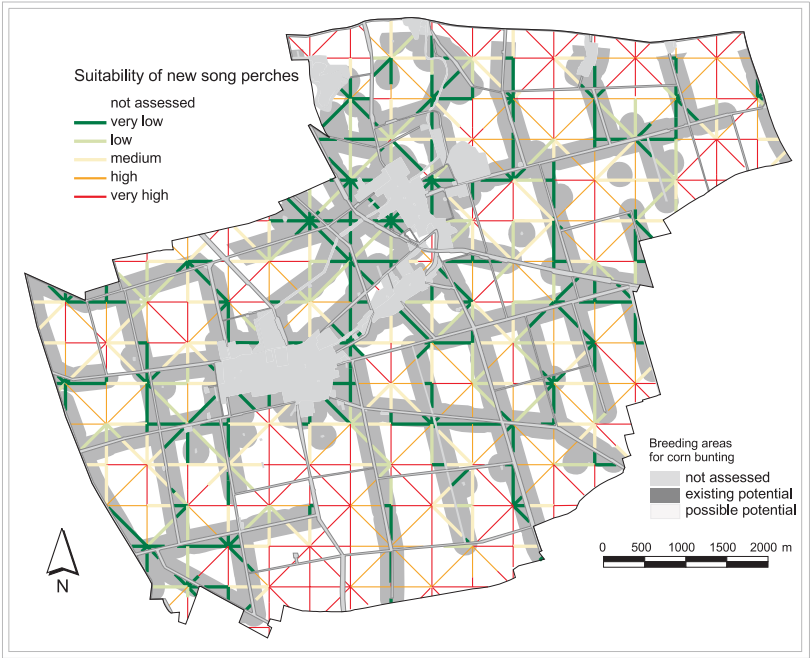 Suitability of new song perches
not assessed
very low
low
medium
high
very high
Breeding areas
for corn bunting
not assessed
existing potential
possible potential
0 500 1000 1500 2000 m
N